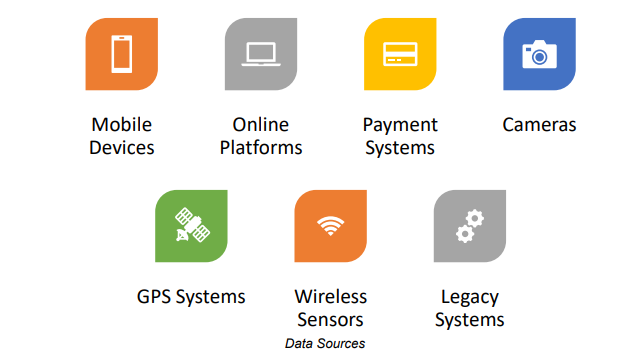 Mobile
Devices
Online
Platforms
Payment
Systems
Cameras
GPS Systems
Wireless
Sensors
Legacy
Systems
Data Sources